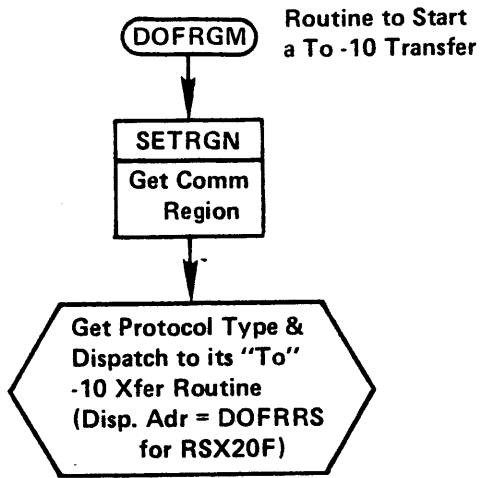 DOFRGM
Routine to Start
a To -10 Transfer
SETRGN
Get Comm
Region
Get Protocol Type &
Dispatch to its "To"
-10 Xfer Routine
(Disp. Adr = DOFRRS
for RSX20F)